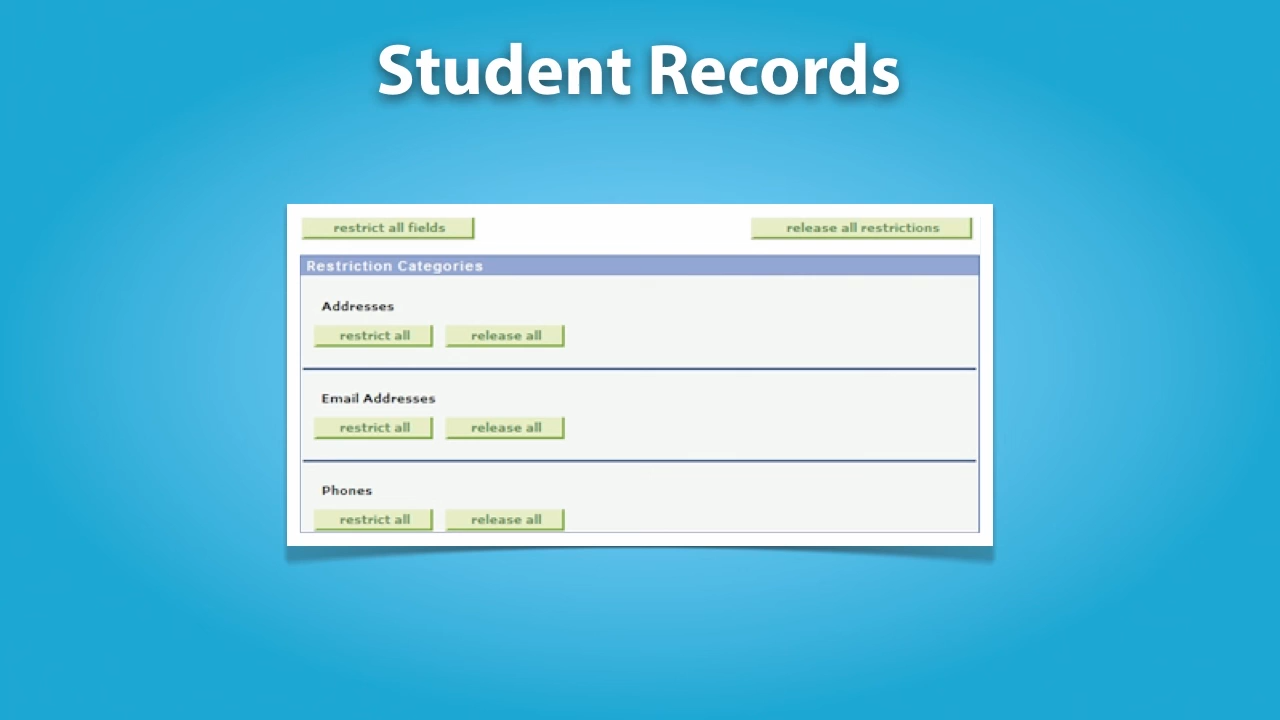 Student Records
restrict all fields release all restrictions
Restriction Categories
Addresses
restrict all release all
Email Addresses
restrict all release all
Phones
restrict all release all